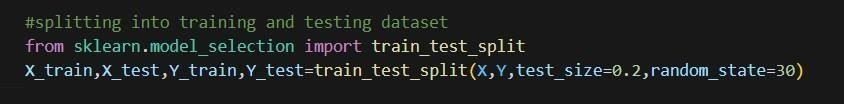 #splitting into training and testing dataset
from sklearn.model_selection import train_test_split
X_train,X_test,Y_train,Y_test=train_test_split(X,Y,test_size=0.2,random_state=30)